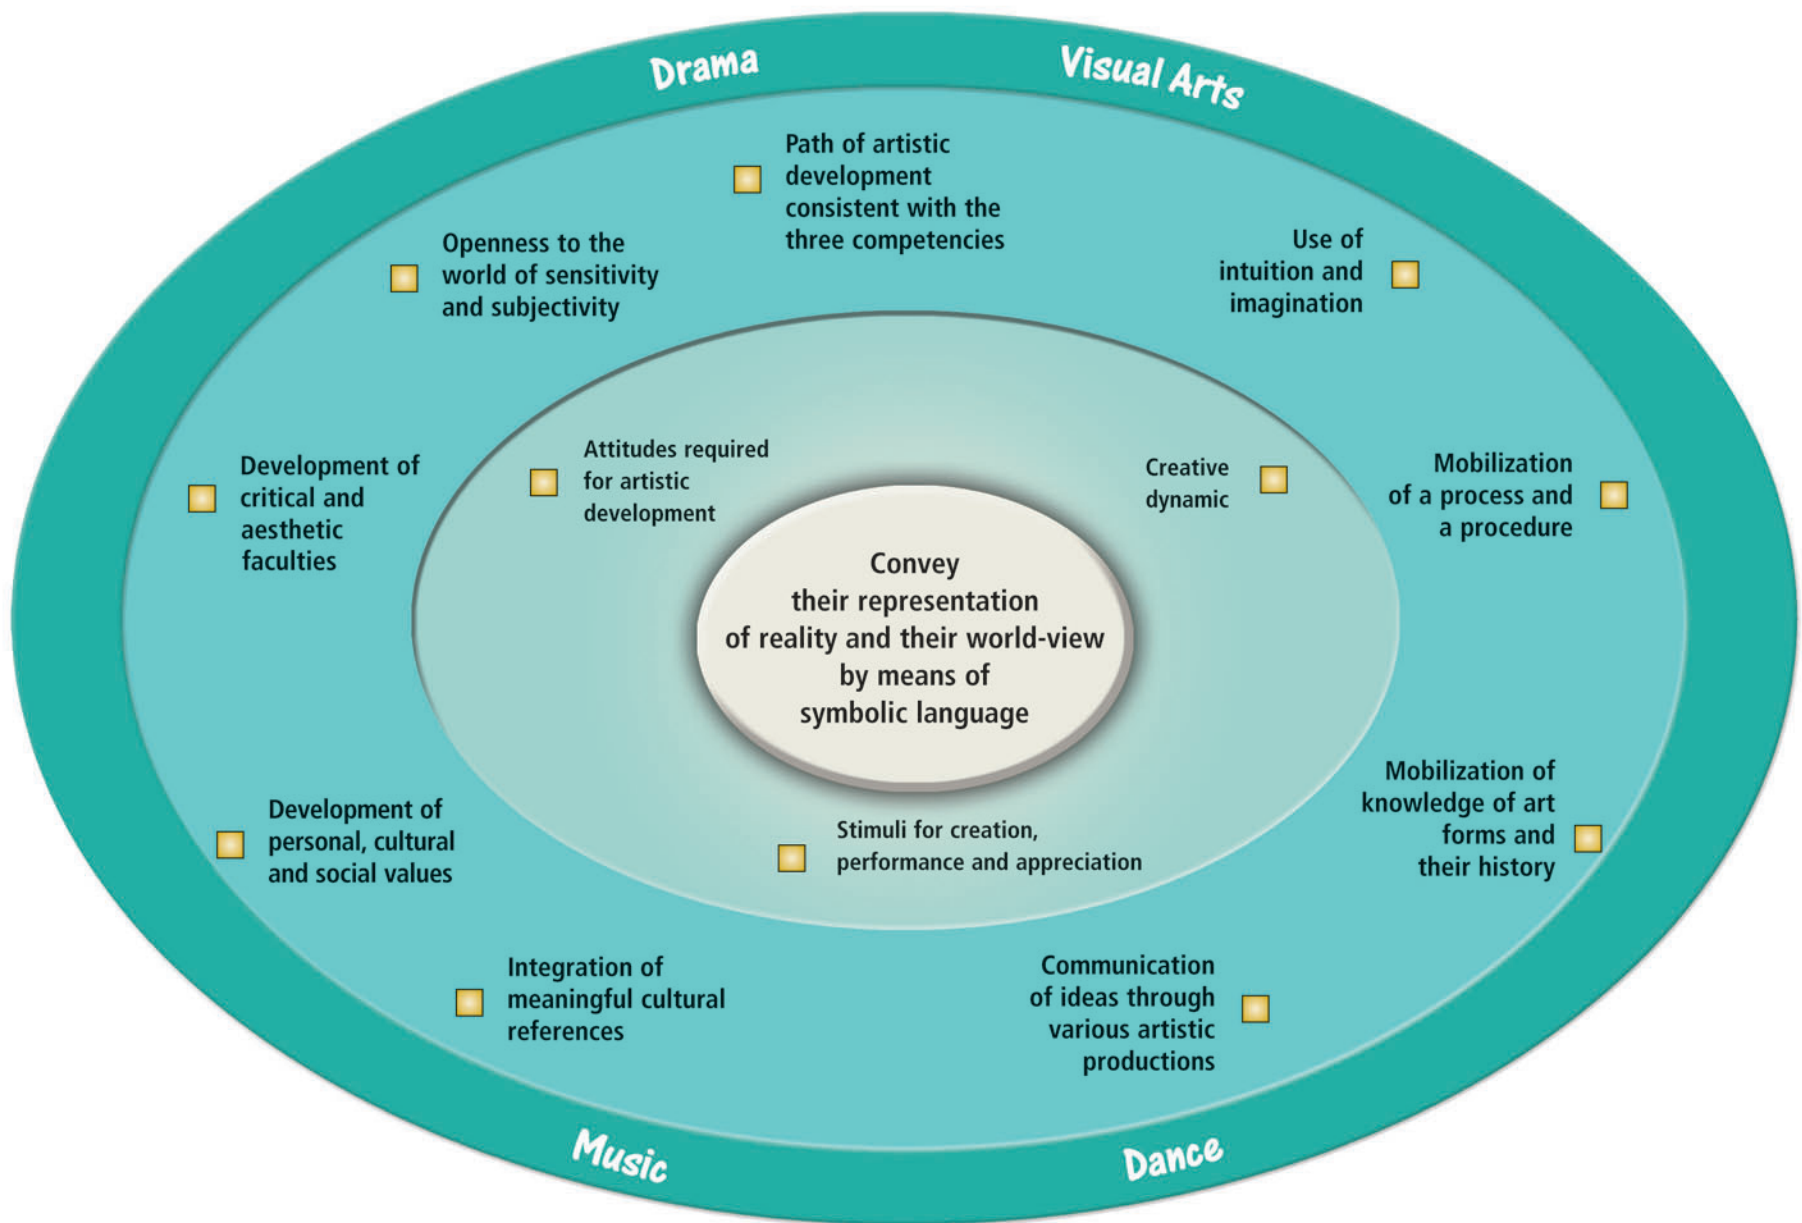 Drama
Visual Arts
Path of artistic
development
consistent with the
three competencies
Openness to the
world of sensitivity
and subjectivity
Use of
intuition and
imagination
Attitudes required
for artistic
development
Creative
dynamic
Development of
critical and
aesthetic
faculties
Mobilization
of a process and
a procedure
Convey
their representation
of reality and their world-view
by means of
symbolic language
Development of
personal, cultural
and social values
Stimuli for creation,
performance and appreciation
Mobilization of
knowledge of art
forms and
their history
Integration of
meaningful cultural
references
Communication
of ideas through
various artistic
productions
Music
Dance